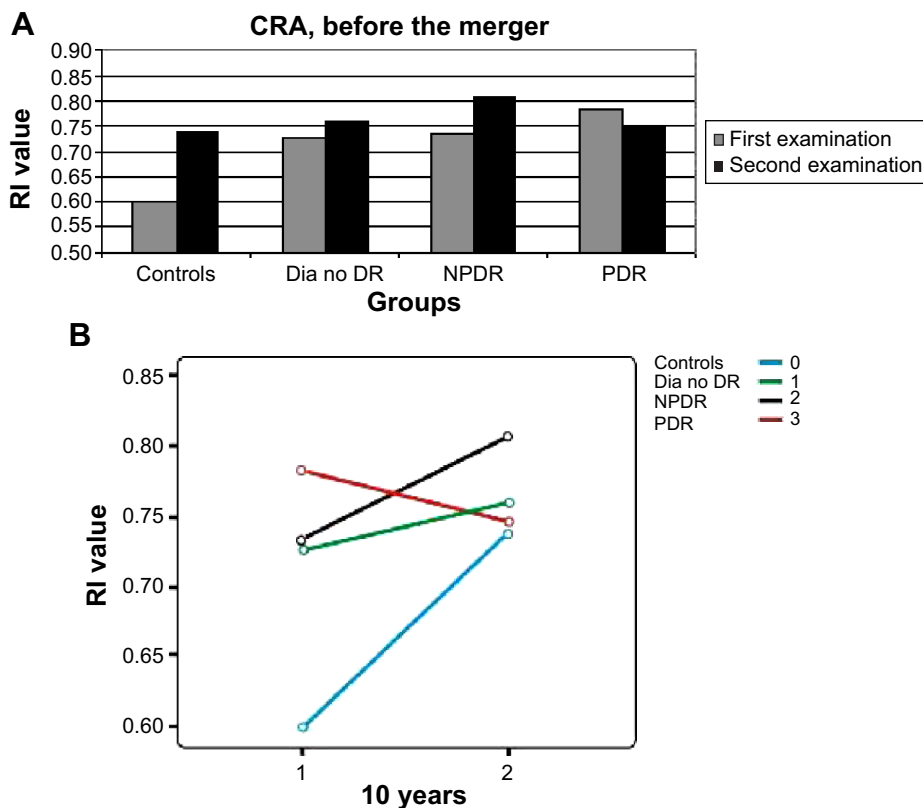 A
CRA, before the merger
0.90
0.85
0.80
0.75
0.70
0.65
0.60
0.55
0.50
RI value
Controls
Dia no DR
NPDR
PDR
Groups
First examination
Second examination
B
0.85
0.80
0.75
0.70
0.65
0.60
RI value
1
2
10 years
Controls 0
Dia no DR 1
NPDR 2
PDR 3